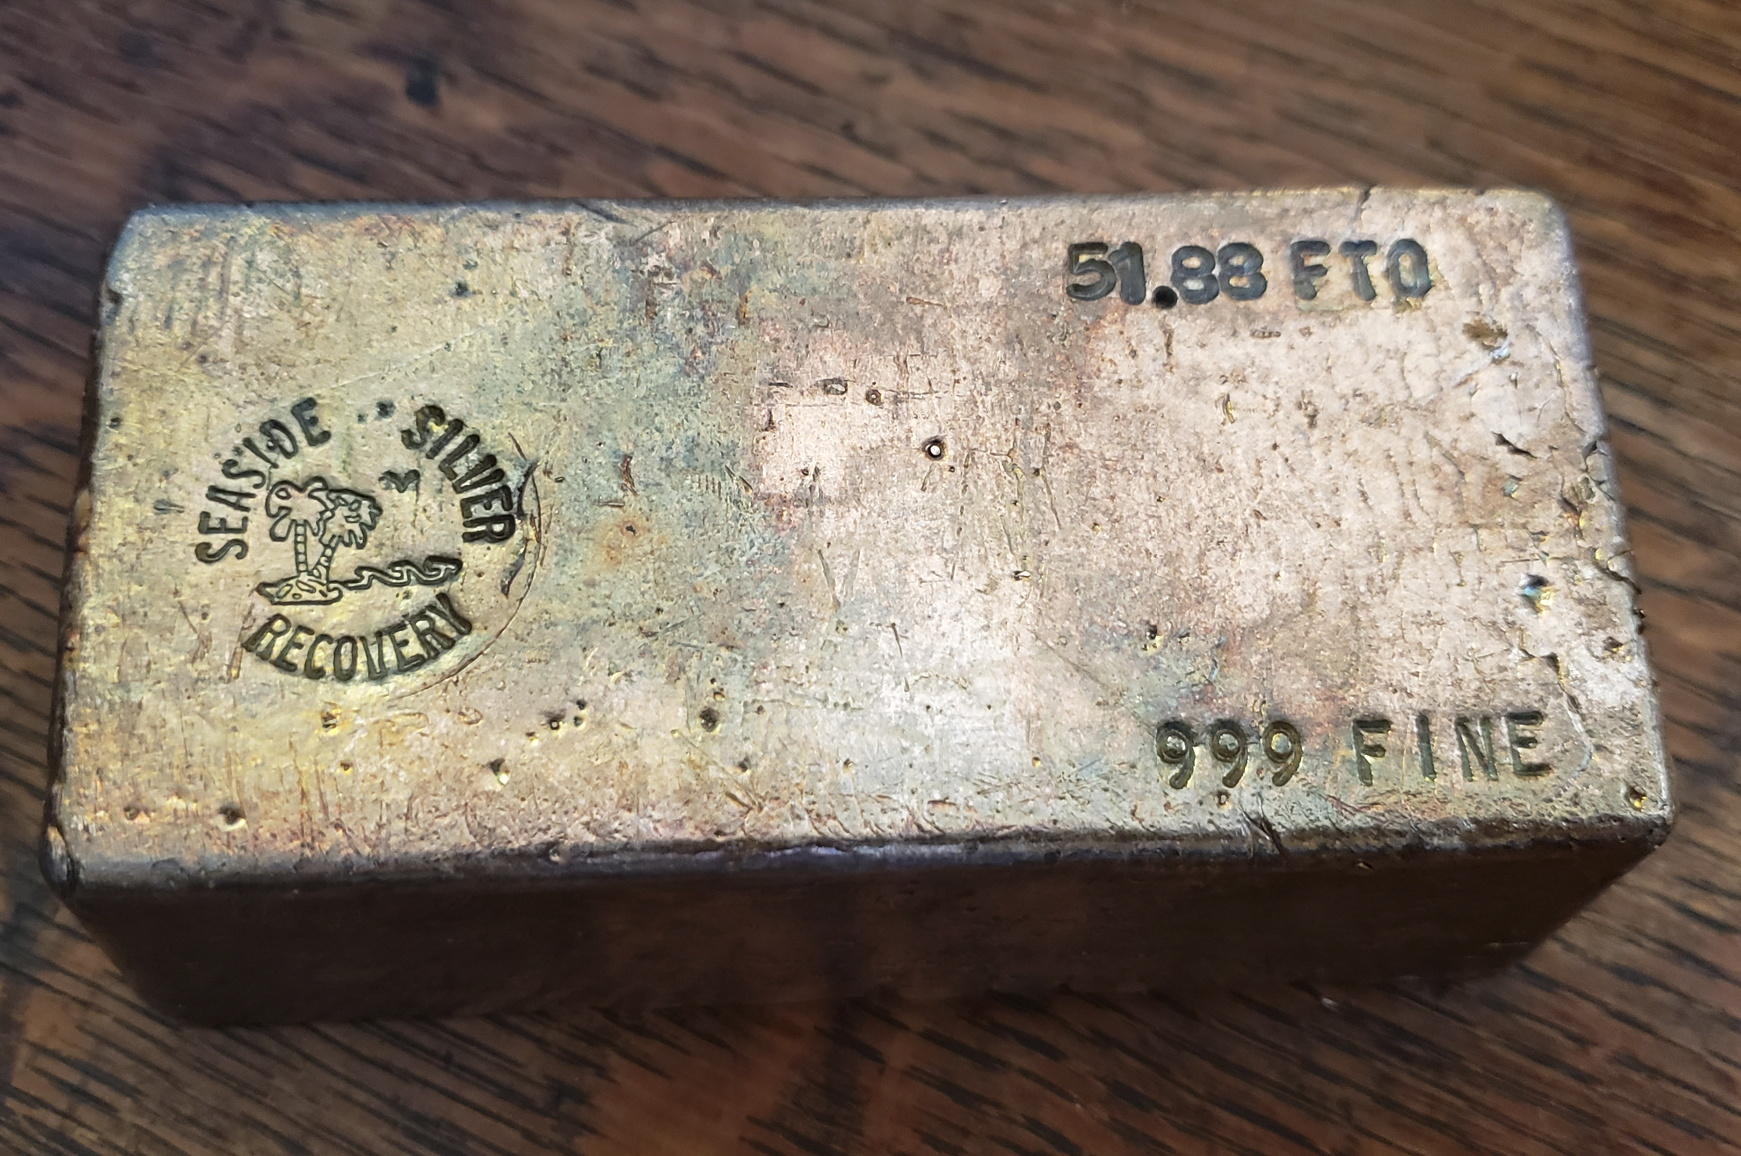 51.88 FTO
SEASIDE SILVER
RECOVERY
999 FINE